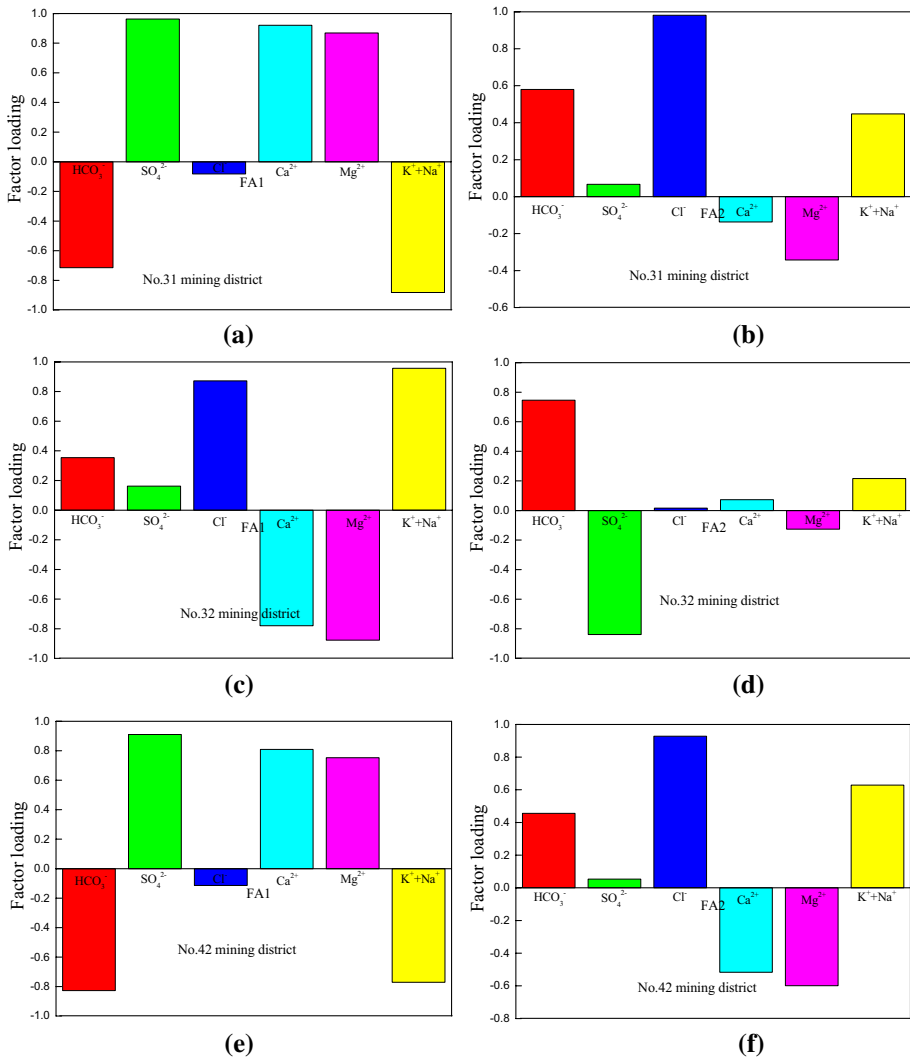 1.0
0.8
0.6
0.4
0.2
0.0
-0.2
-0.4
-0.6
-0.8
-1.0
Factor loading
HCO₃⁻ SO₄²⁻ Cl⁻ Ca²⁺ Mg²⁺ K⁺+Na⁺
FA1
No.31 mining district
(a)
1.0
0.8
0.6
0.4
0.2
0.0
-0.2
-0.4
-0.6
Factor loading
HCO₃⁻ SO₄²⁻ Cl⁻ FA2 Ca²⁺ Mg²⁺ K⁺+Na⁺
No.31 mining district
(b)
1.0
0.8
0.6
0.4
0.2
0.0
-0.2
-0.4
-0.6
-0.8
-1.0
Factor loading
HCO₃⁻ SO₄²⁻ Cl⁻ FA1 Ca²⁺ Mg²⁺ K⁺+Na⁺
No.32 mining district
(c)
1.0
0.8
0.6
0.4
0.2
0.0
-0.2
-0.4
-0.6
-0.8
-1.0
Factor loading
HCO₃⁻ SO₄²⁻ Cl⁻ FA2 Ca²⁺ Mg²⁺ K⁺+Na⁺
No.32 mining district
(d)
1.0
0.8
0.6
0.4
0.2
0.0
-0.2
-0.4
-0.6
-0.8
-1.0
Factor loading
HCO₃⁻ SO₄²⁻ Cl⁻ Ca²⁺ Mg²⁺ K⁺+Na⁺
FA1
No.42 mining district
(e)
1.0
0.8
0.6
0.4
0.2
0.0
-0.2
-0.4
-0.6
-0.8
Factor loading
HCO₃⁻ SO₄²⁻ Cl⁻ FA2 Ca²⁺ Mg²⁺ K⁺+Na⁺
No.42 mining district
(f)